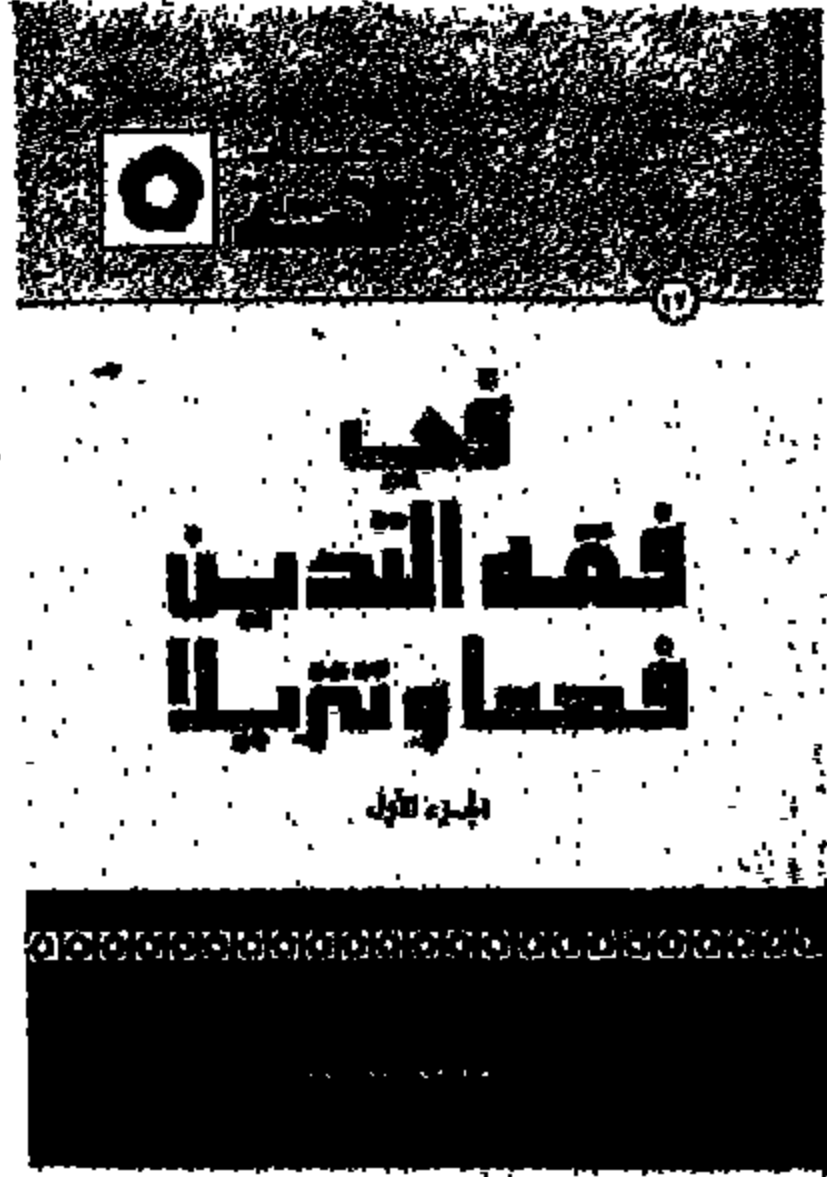 في
فقه التدين
فهما وتنزيلا
الجزء الأول